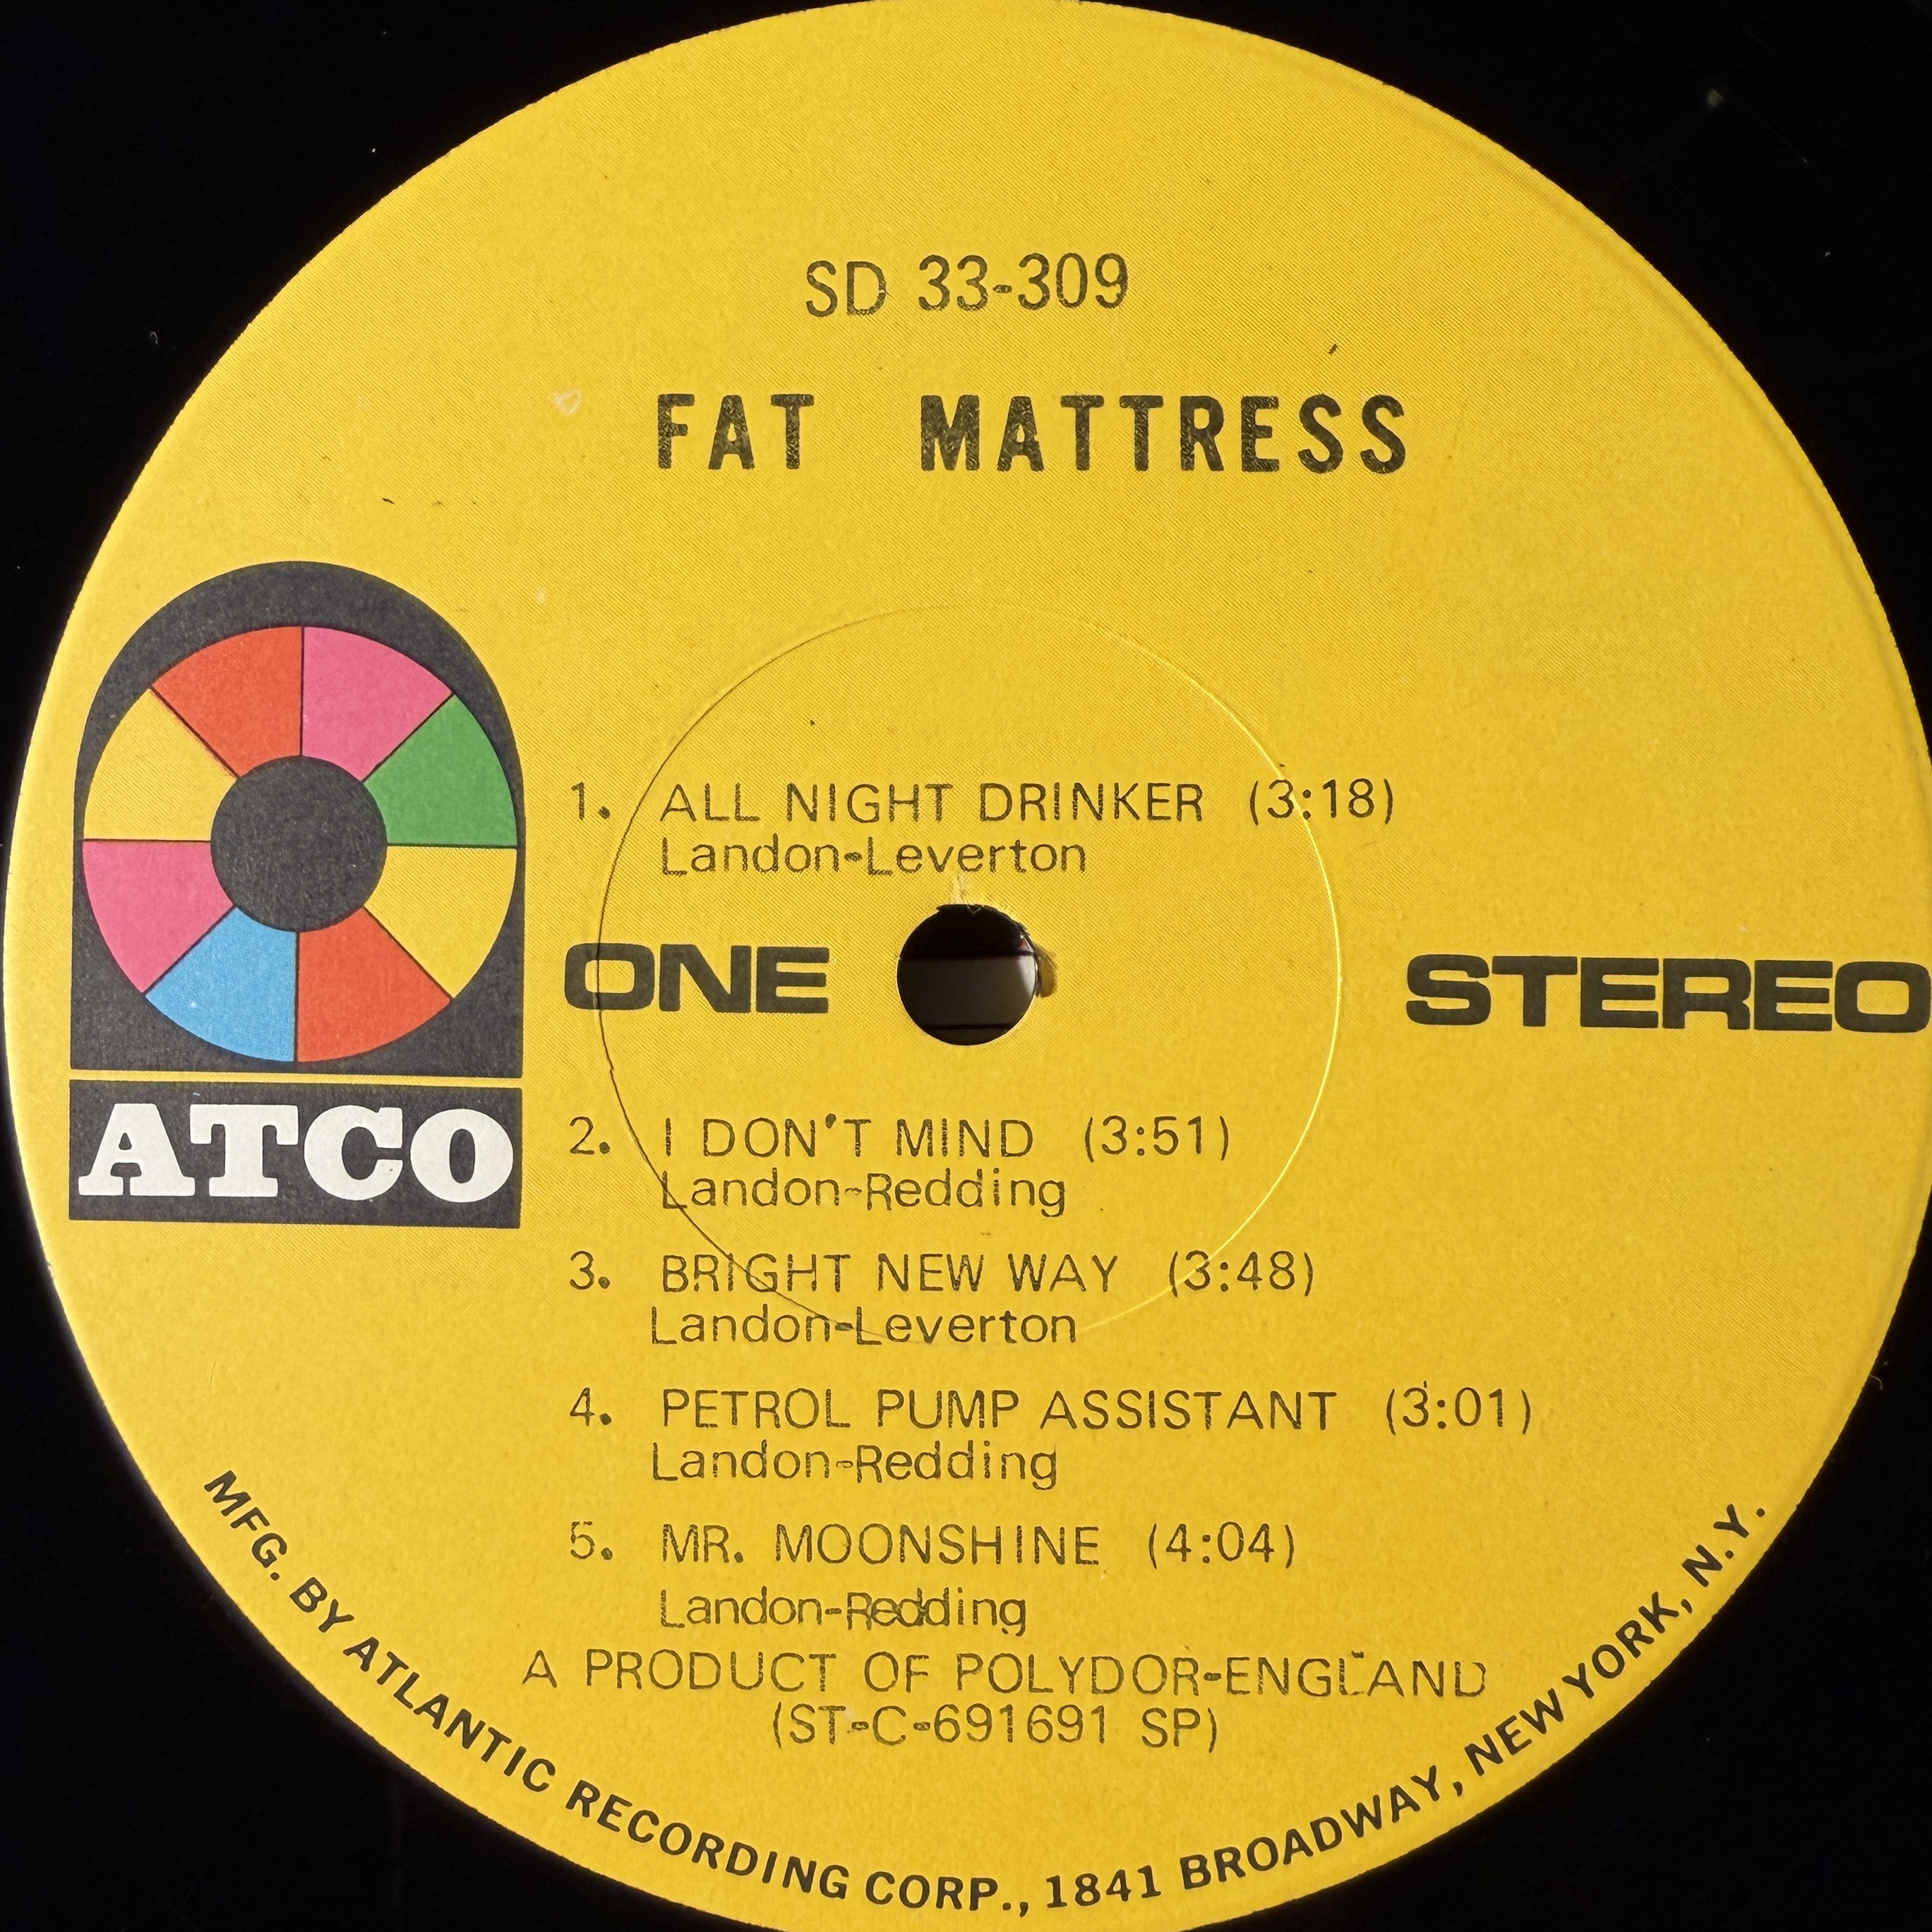 SD 33-309
FAT MATTRESS
1. ALL NIGHT DRINKER (3:18)
Landon-Leverton
ONE
STEREO
ATCO
2. I DON'T MIND (3:51)
Landon-Redding
3. BRIGHT NEW WAY (3:48)
Landon-Leverton
4. PETROL PUMP ASSISTANT (3:01)
Landon-Redding
5. MR. MOONSHINE (4:04)
Landon-Redding
A PRODUCT OF POLYDOR-ENGLAND
(ST-C-691691 SP)
MFG. BY ATLANTIC RECORDING CORP., 1841 BROADWAY, NEW YORK, N.Y.